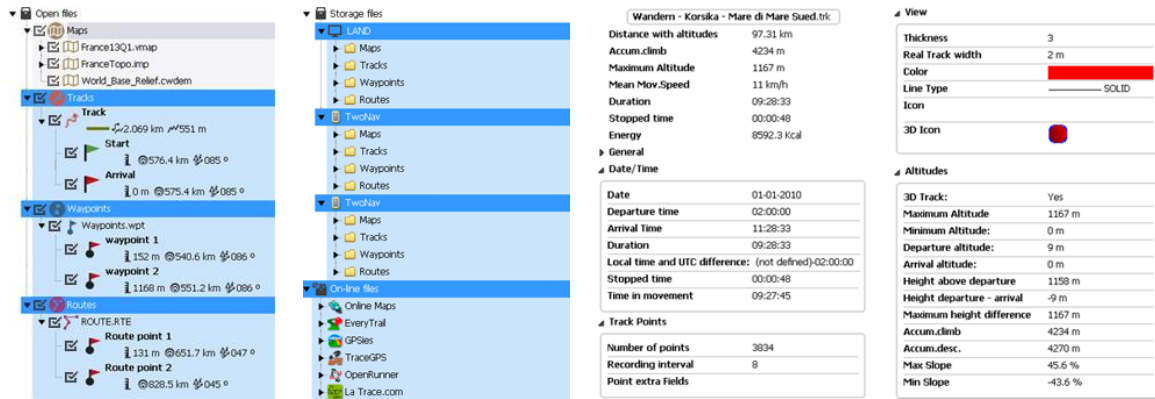 Open files
Maps
France13Q1.vmap
FranceTopo.imp
World_Base_Relief.cwdem
Tracks
Track
2.069 km 551 m
Start
576.4 km 085 º
Arrival
0 m 575.4 km 085 º
Waypoints
Waypoints.wpt
waypoint 1
152 m 540.6 km 086 º
waypoint 2
1168 m 551.2 km 086 º
Routes
ROUTE.RTE
Route point 1
131 m 651.7 km 047 º
Route point 2
828.5 km 045 º
Storage files
LAND
Maps
Tracks
Waypoints
Routes
TwoNav
Maps
Tracks
Waypoints
Routes
TwoNav
Maps
Tracks
Waypoints
Routes
On-line files
Online Maps
EveryTrail
GPSies
TraceGPS
OpenRunner
La Trace.com
Wandern - Korsika - Mare di Mare Sued.trk
Distance with altitudes 97.31 km
Accum.climb 4234 m
Maximum Altitude 1167 m
Mean Mov.Speed 11 km/h
Duration 09:28:33
Stopped time 00:00:48
Energy 8592.3 Kcal
General
Date/Time
Date 01-01-2010
Departure time 02:00:00
Arrival Time 11:28:33
Duration 09:28:33
Local time and UTC difference: (not defined)-02:00:00
Stopped time 00:00:48
Time in movement 09:27:45
Track Points
Number of points 3834
Recording interval 8
Point extra Fields
View
Thickness 3
Real Track width 2 m
Color
Line Type SOLID
Icon
3D Icon
Altitudes
3D Track: Yes
Maximum Altitude 1167 m
Minimum Altitude: 0 m
Departure altitude: 9 m
Arrival altitude: 0 m
Height above departure 1158 m
Height departure - arrival -9 m
Maximum height difference 1167 m
Accum.climb 4234 m
Accum.desc. 4270 m
Max Slope 45.6 %
Min Slope -43.6 %